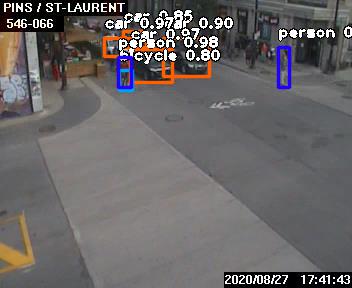 PINS / ST-LAURENT
546-066
car 0.85
car 0.97
car 0.90
car 0.97
person 0.98
bicycle 0.80
person 0
2020/08/27 17:41:43